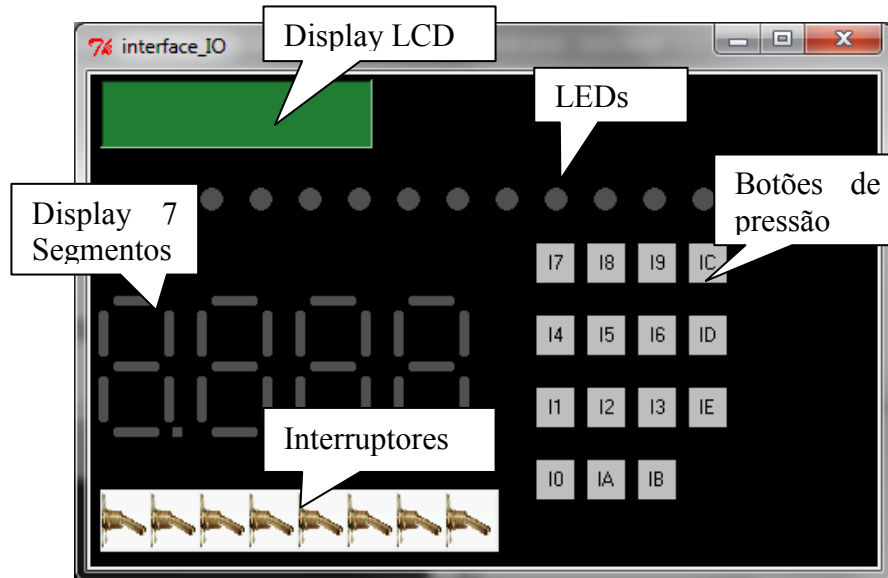 interface_IO
Display LCD
LEDs
Botões de
pressão
Display 7
Segmentos
I7 I8 I9 IC
I4 I5 I6 ID
I1 I2 I3 IE
Interruptores
I0 IA IB